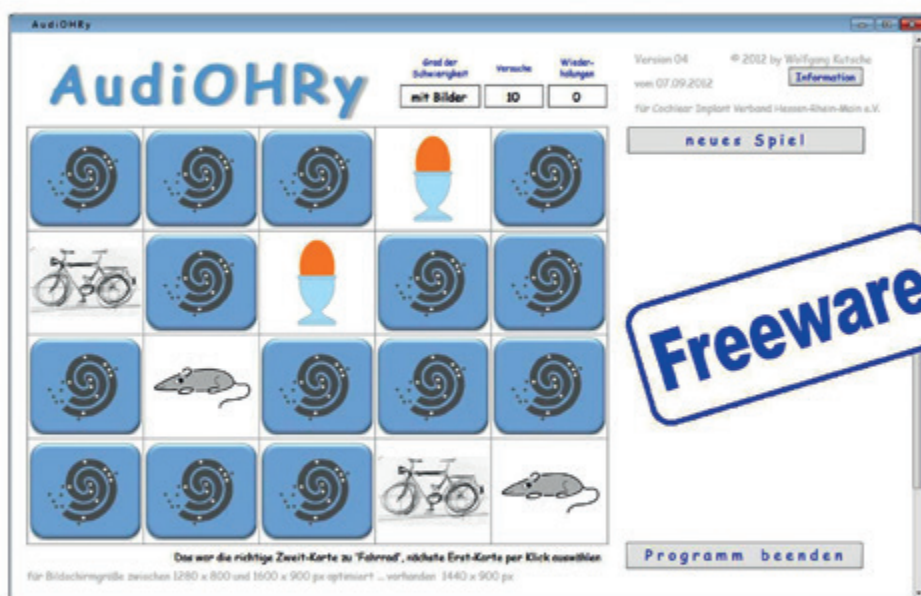 AudiOHRy
AudiOHRy
Grad der
Schwierigkeit
Versuche
Wieder-
holungen
mit Bilder
10
0
Version 04
© 2012 by Wolfgang Kutsche
vom 07.09.2012
Information
für Cochlear Implant Verband Hessen-Rhein-Main e.V.
neues Spiel
Freeware
Das war die richtige Zweit-Karte zu "Fahrrad", nächste Erst-Karte per Klick auswählen
für Bildschirmgröße zwischen 1280 x 800 und 1600 x 900 px optimiert ... vorhanden 1440 x 900 px
Programm beenden